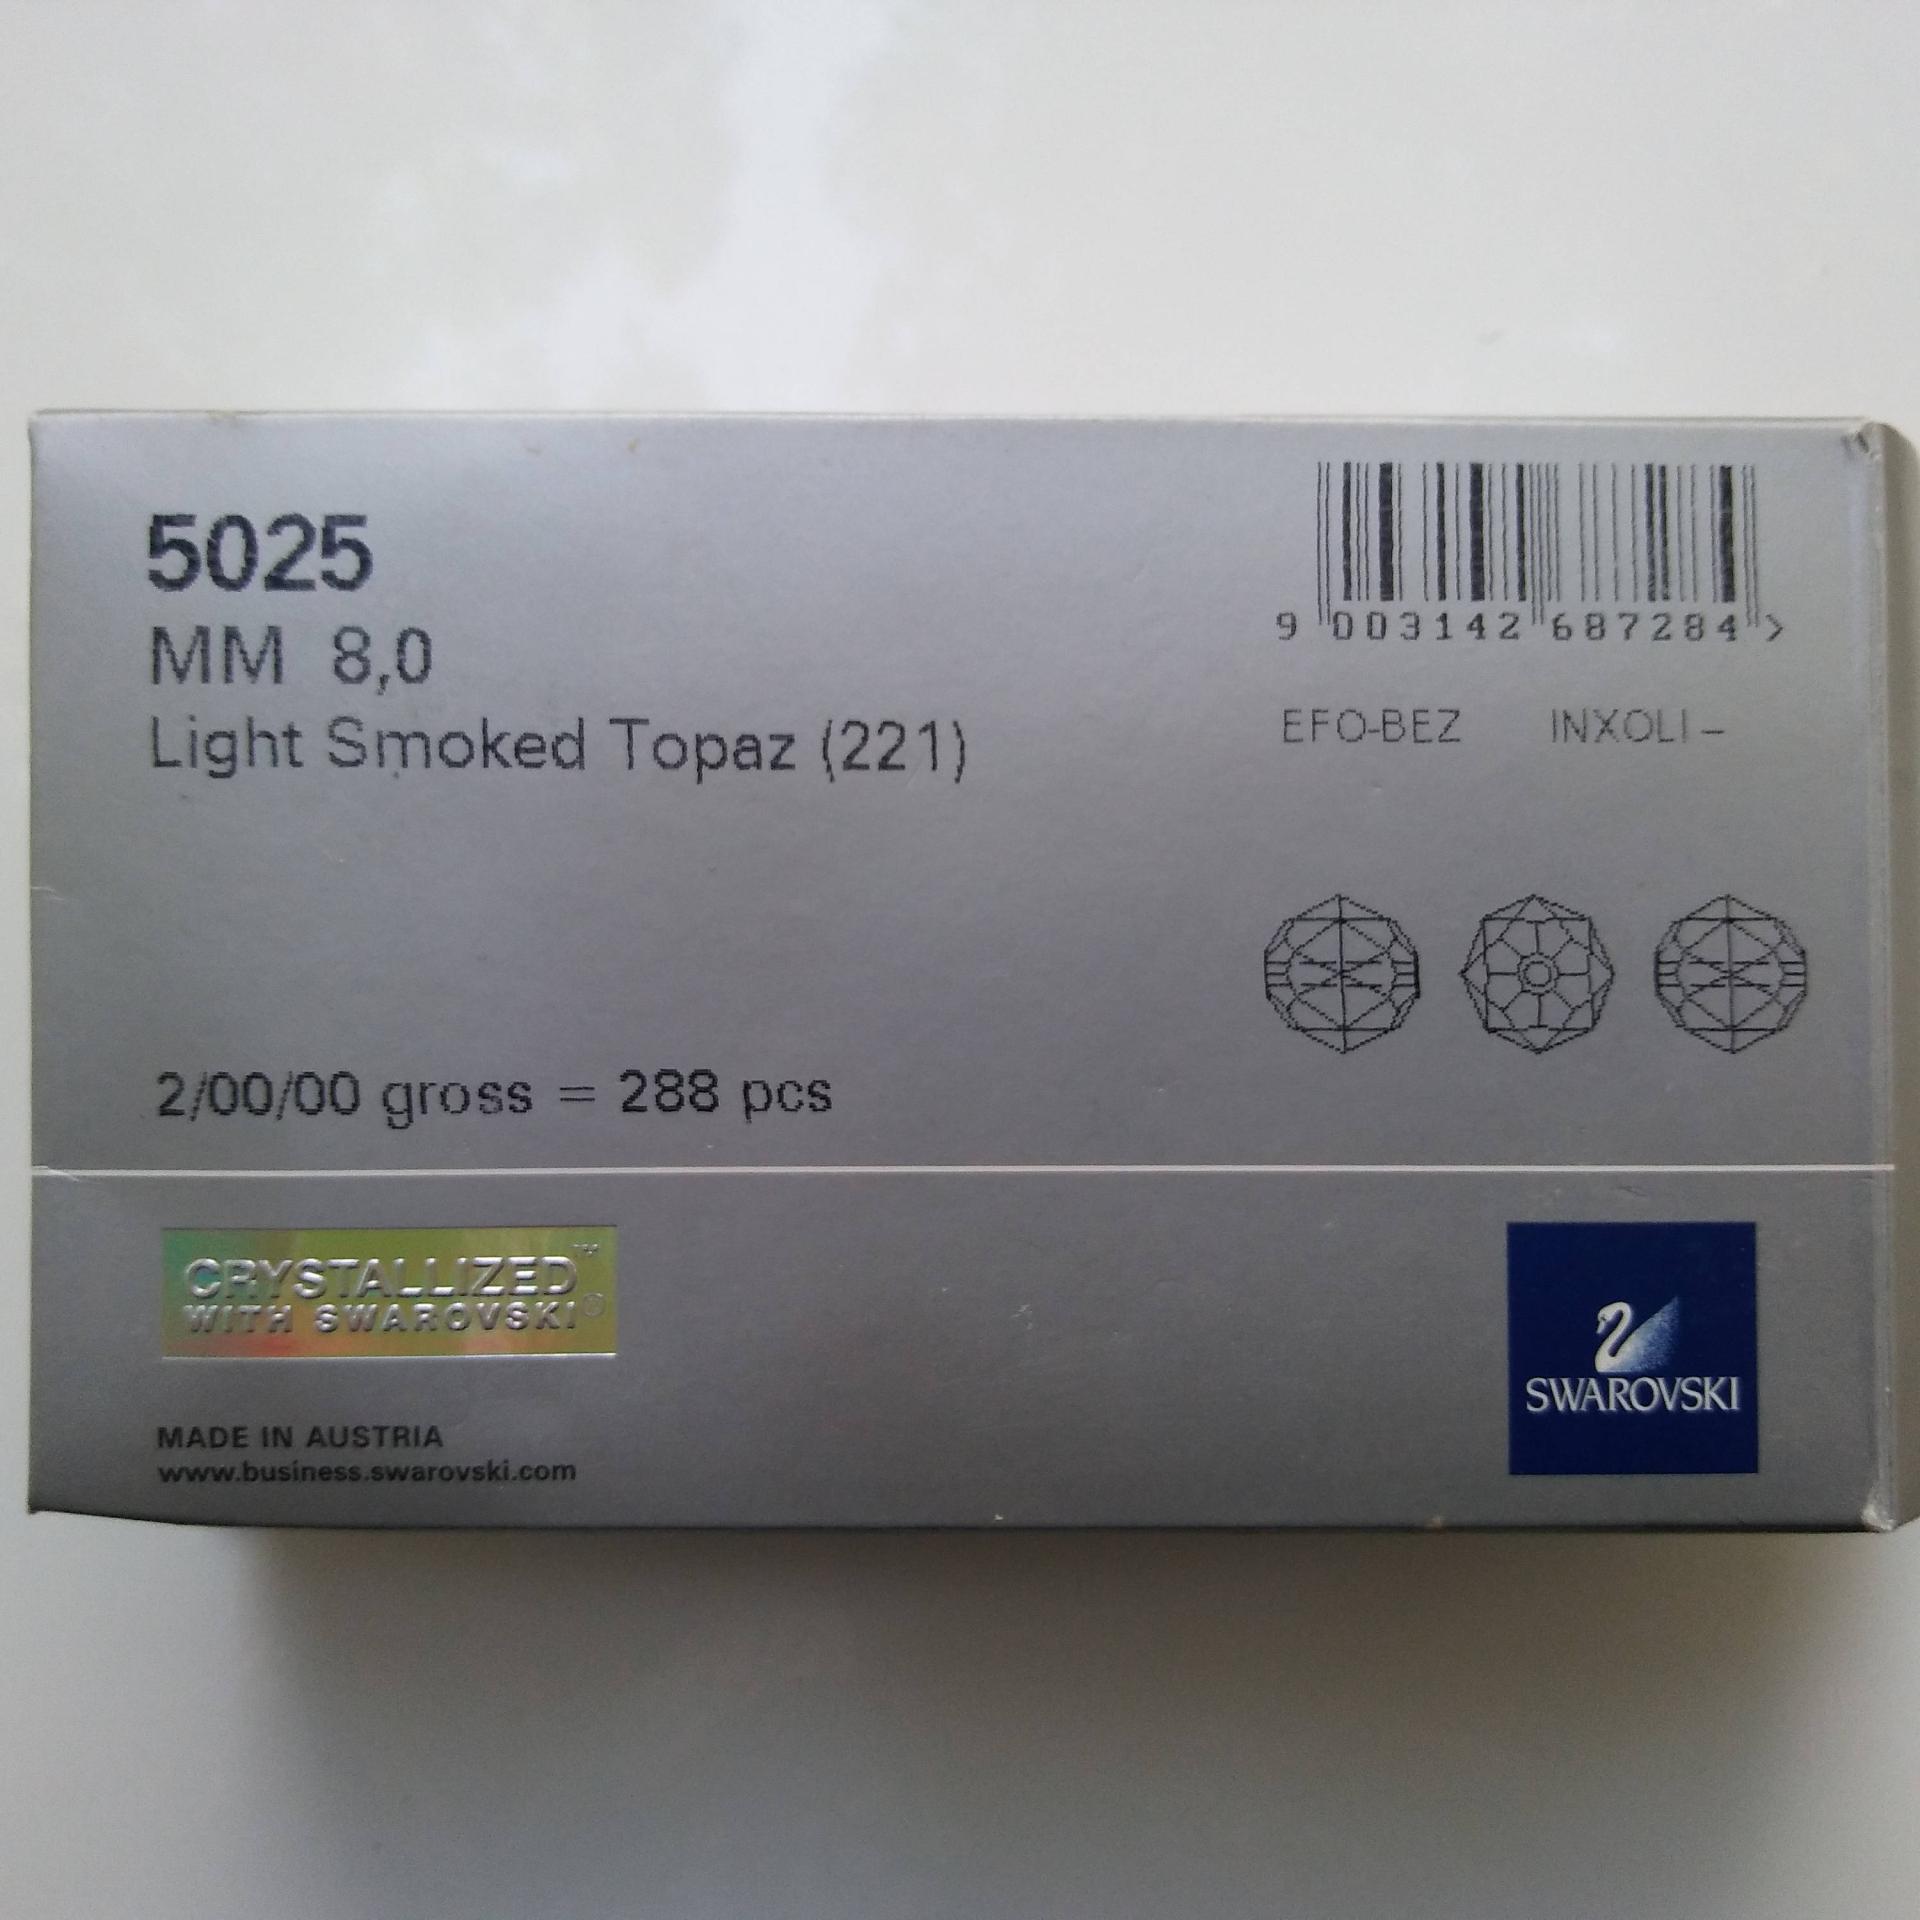 5025
MM 8,0
Light Smoked Topaz (221)
9 003142 687284 >
EFO-BEZ INXOLI –
2/00/00 gross = 288 pcs
CRYSTALLIZED™
WITH SWAROVSKI®
MADE IN AUSTRIA
www.business.swarovski.com
SWAROVSKI